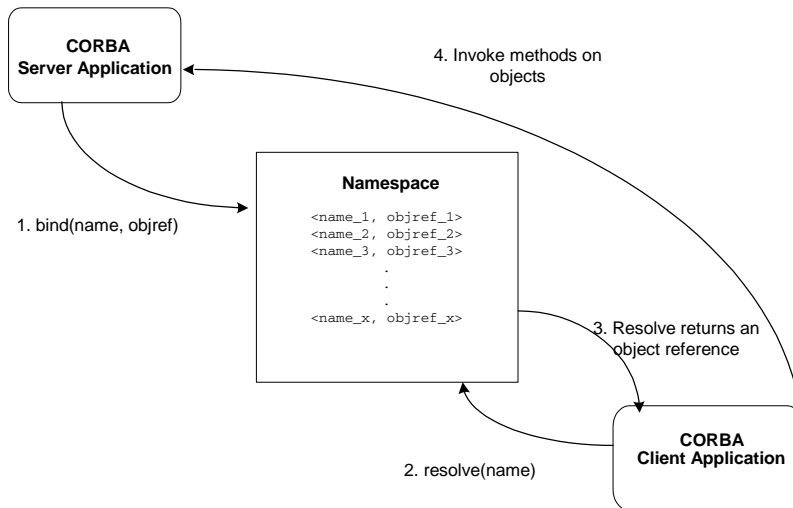 CORBA
Server Application
4. Invoke methods on
objects
1. bind(name, objref)
Namespace
<name_1, objref_1>
<name_2, objref_2>
<name_3, objref_3>
.
.
.
<name_x, objref_x>
3. Resolve returns an
object reference
2. resolve(name)
CORBA
Client Application